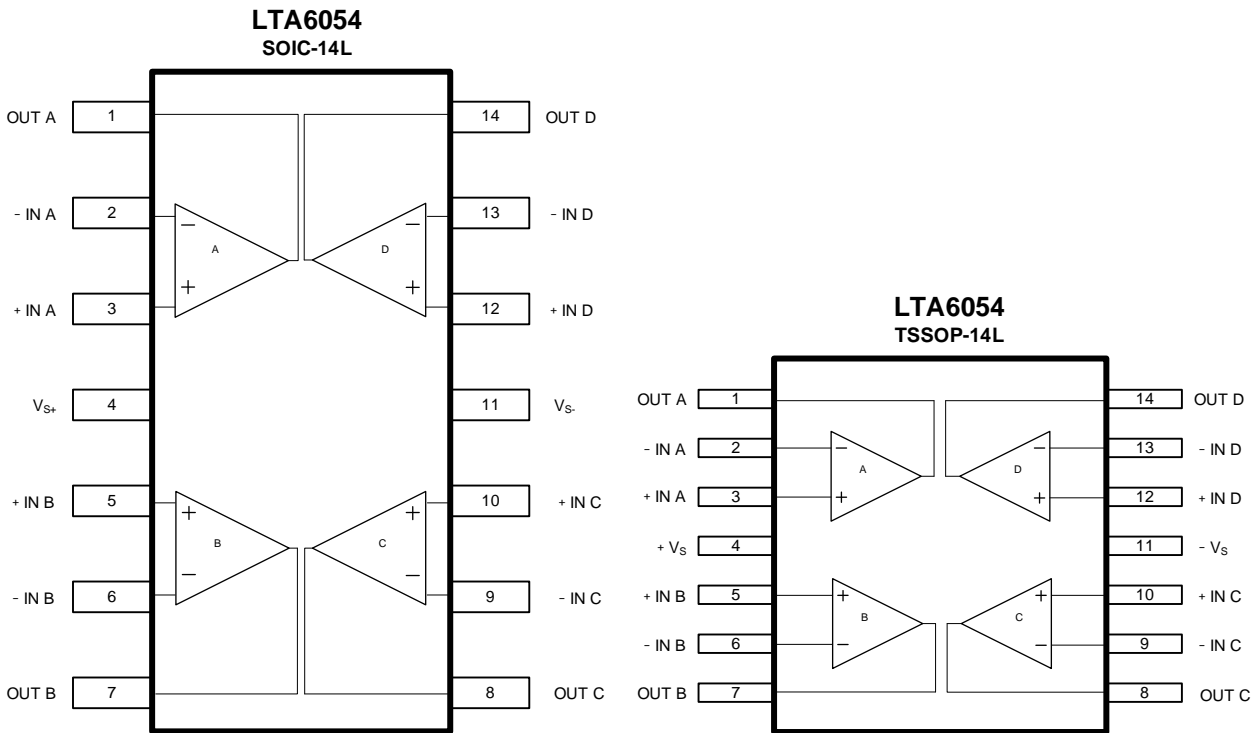 LTA6054
SOIC-14L
OUT A 1 14 OUT D
- IN A 2 13 - IN D
− −
A D
+ +
+ IN A 3 12 + IN D
VS+ 4 11 VS-
+ IN B 5 10 + IN C
+ +
B C
− −
- IN B 6 9 - IN C
OUT B 7 8 OUT C
LTA6054
TSSOP-14L
OUT A 1 14 OUT D
- IN A 2 − − 13 - IN D
A D
+ IN A 3 + + 12 + IN D
+ VS 4 11 - VS
+ IN B 5 + + 10 + IN C
B C
- IN B 6 − − 9 - IN C
OUT B 7 8 OUT C